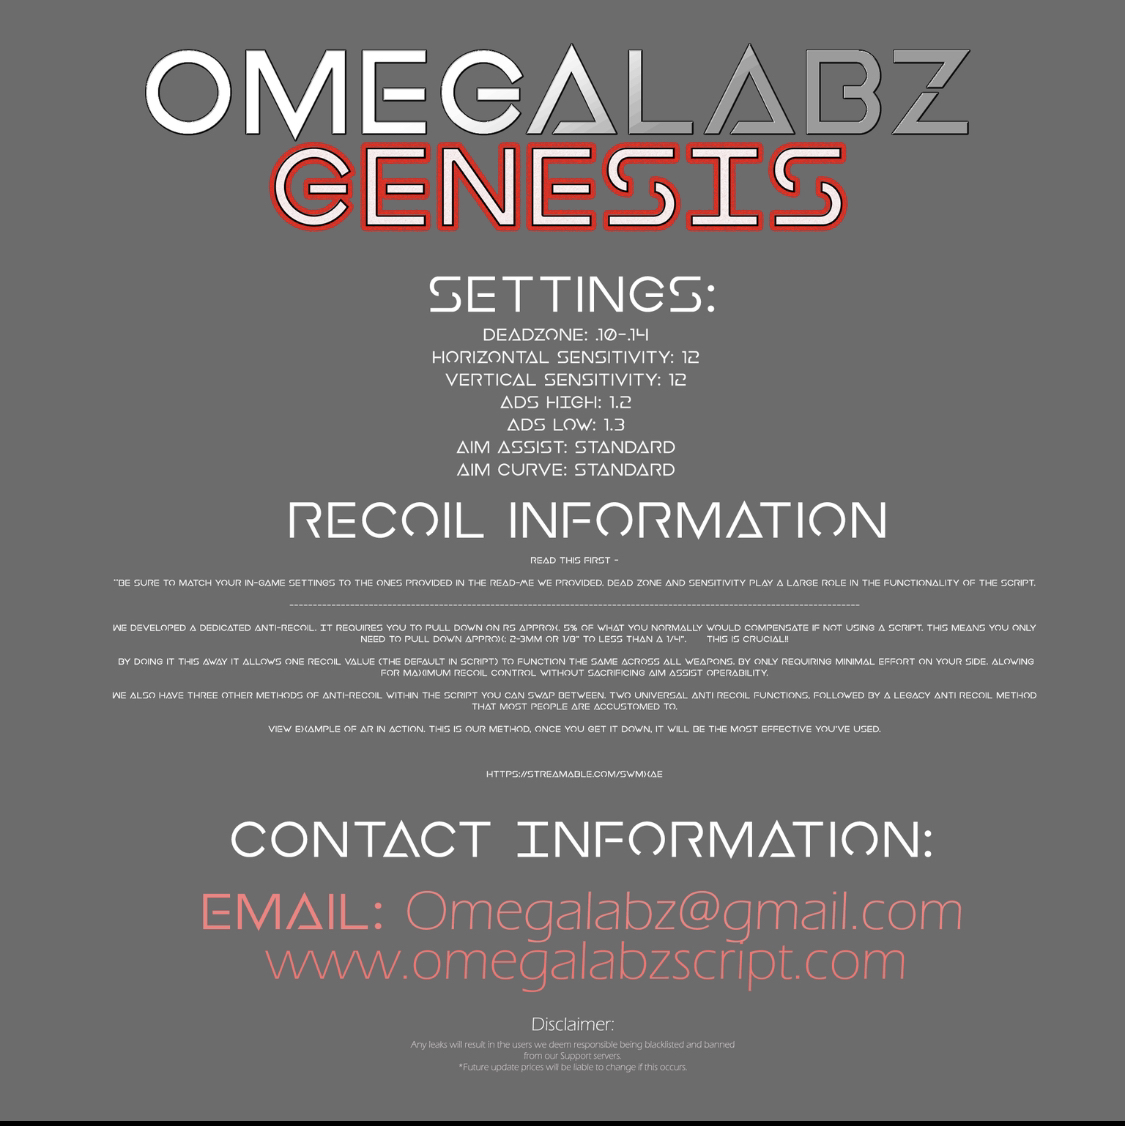 OMEGALABZ
GENESIS
SETTINGS:
DEADZONE: .10-.14
HORIZONTAL SENSITIVITY: 12
VERTICAL SENSITIVITY: 12
ADS HIGH: 1.2
ADS LOW: 1.3
AIM ASSIST: STANDARD
AIM CURVE: STANDARD
RECOIL INFORMATION
READ THIS FIRST -
"BE SURE TO MATCH YOUR IN-GAME SETTINGS TO THE ONES PROVIDED IN THE READ-ME WE PROVIDED. DEAD ZONE AND SENSITIVITY PLAY A LARGE ROLE IN THE FUNCTIONALITY OF THE SCRIPT.
WE DEVELOPED A DEDICATED ANTI-RECOIL. IT REQUIRES YOU TO PULL DOWN ON RS APPROX. 5% OF WHAT YOU NORMALLY WOULD COMPENSATE IF NOT USING A SCRIPT. THIS MEANS YOU ONLY
NEED TO PULL DOWN APPROX: 2-3MM OR 1/8" TO LESS THAN A 1/4". THIS IS CRUCIAL!!
BY DOING IT THIS AWAY IT ALLOWS ONE RECOIL VALUE (THE DEFAULT IN SCRIPT) TO FUNCTION THE SAME ACROSS ALL WEAPONS. BY ONLY REQUIRING MINIMAL EFFORT ON YOUR SIDE. ALOWING
FOR MAXIMUM RECOIL CONTROL WITHOUT SACRIFICING AIM ASSIST OPERABILITY.
WE ALSO HAVE THREE OTHER METHODS OF ANTI-RECOIL WITHIN THE SCRIPT YOU CAN SWAP BETWEEN. TWO UNIVERSAL ANTI RECOIL FUNCTIONS, FOLLOWED BY A LEGACY ANTI RECOIL METHOD
THAT MOST PEOPLE ARE ACCUSTOMED TO.
VIEW EXAMPLE OF AR IN ACTION. THIS IS OUR METHOD, ONCE YOU GET IT DOWN, IT WILL BE THE MOST EFFECTIVE YOU'VE USED.
HTTPS://STREAMABLE.COM/SWMXAE
CONTACT INFORMATION:
EMAIL: Omegalabz@gmail.com
www.omegalabzscript.com
Disclaimer:
Any leaks will result in the users we deem responsible being blacklisted and banned
from our Support servers.
*Future update prices will be liable to change if this occurs.